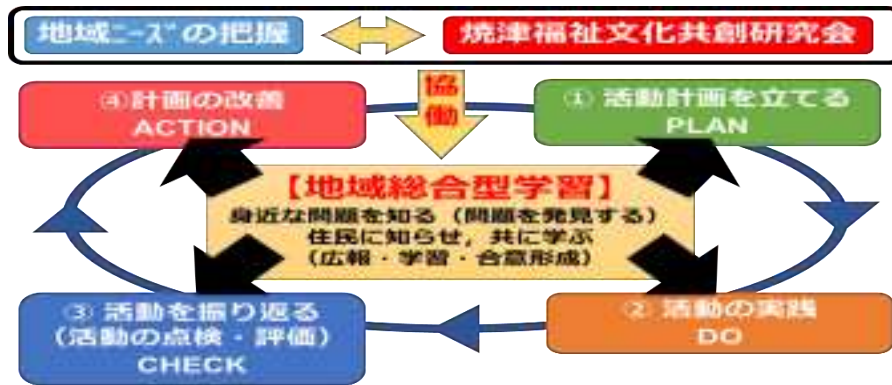 地域ニーズの把握
焼津福祉文化共創研究会
協働
④計画の改善
ACTION
① 活動計画を立てる
PLAN
【地域総合型学習】
身近な問題を知る（問題を発見する）
住民に知らせ，共に学ぶ
（広報・学習・合意形成）
③ 活動を振り返る
（活動の点検・評価）
CHECK
② 活動の実践
DO